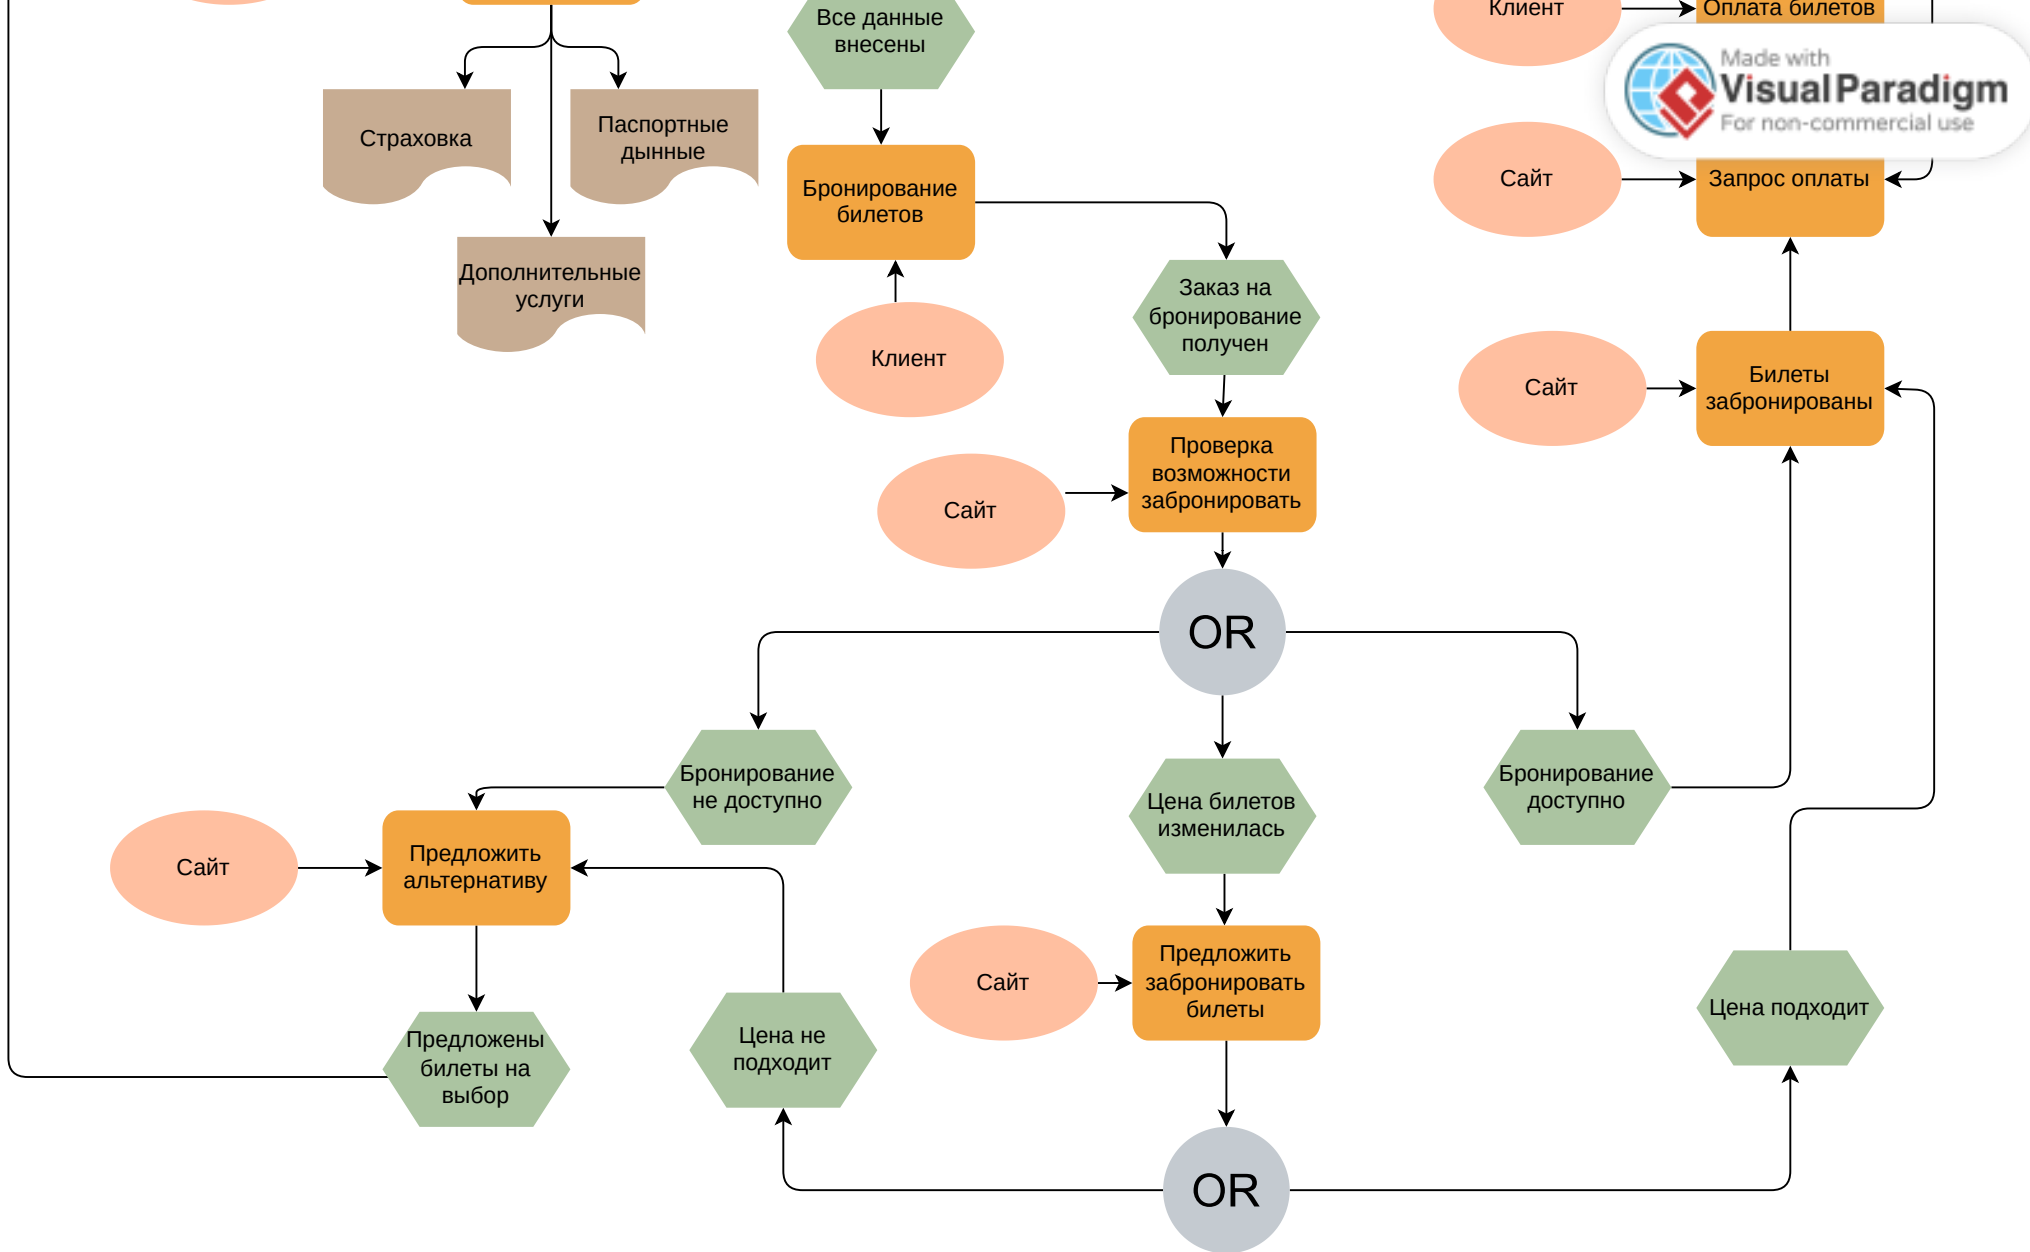 Все данные
внесены
Клиент
Оплата билетов
Made with
Visual Paradigm
For non-commercial use
Страховка
Паспортные
дынные
Бронирование
билетов
Сайт
Запрос оплаты
Дополнительные
услуги
Заказ на
бронирование
получен
Клиент
Сайт
Билеты
забронированы
Проверка
возможности
забронировать
Сайт
OR
Бронирование
не доступно
Цена билетов
изменилась
Бронирование
доступно
Сайт
Предложить
альтернативу
Сайт
Предложить
забронировать
билеты
Цена подходит
Предложены
билеты на
выбор
Цена не
подходит
OR